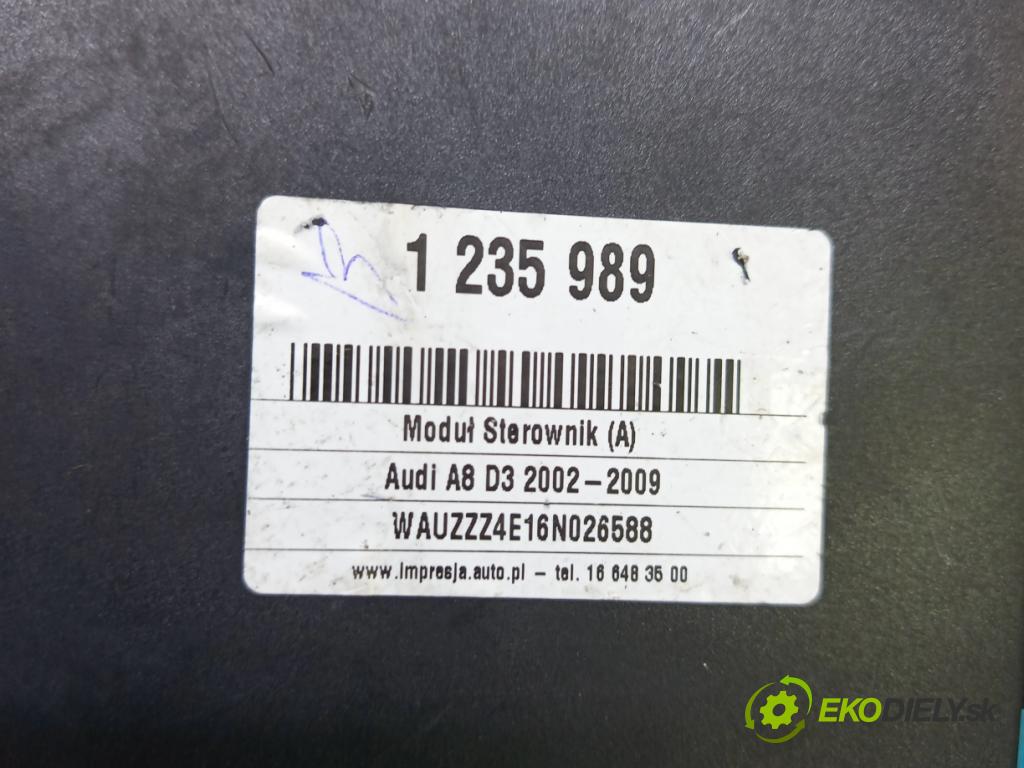 1 235 989
Moduł Sterownik (A)
Audi A8 D3 2002-2009
WAUZZZ4E16N026588
www.impresja.auto.pl - tel. 16 648 35 00
EKODIELY.sk